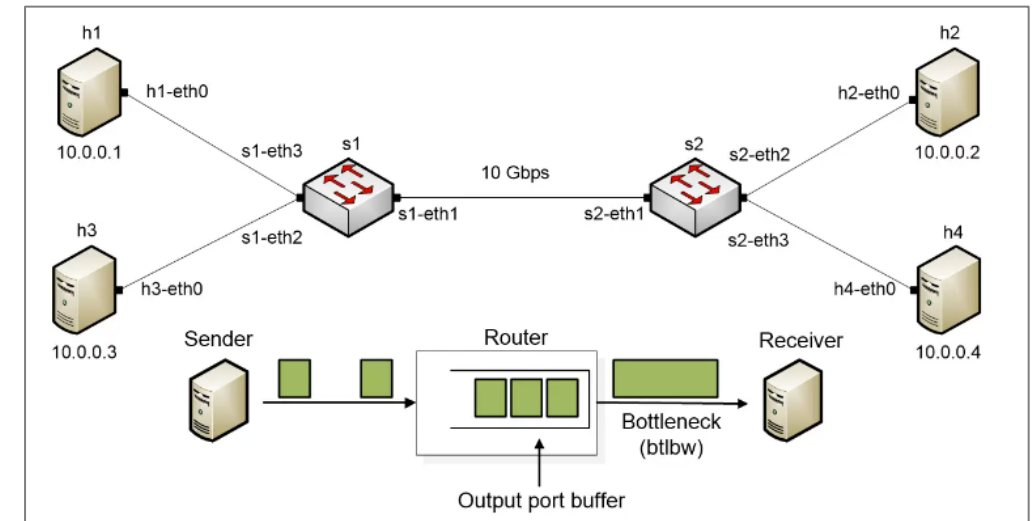 h1
h2
h1-eth0
h2-eth0
10.0.0.1
s1-eth3
s1
s2
s2-eth2
10.0.0.2
10 Gbps
s1-eth1
s2-eth1
h3
s1-eth2
s2-eth3
h4
h3-eth0
h4-eth0
10.0.0.3
10.0.0.4
Sender
Router
Receiver
Bottleneck
(btlbw)
Output port buffer